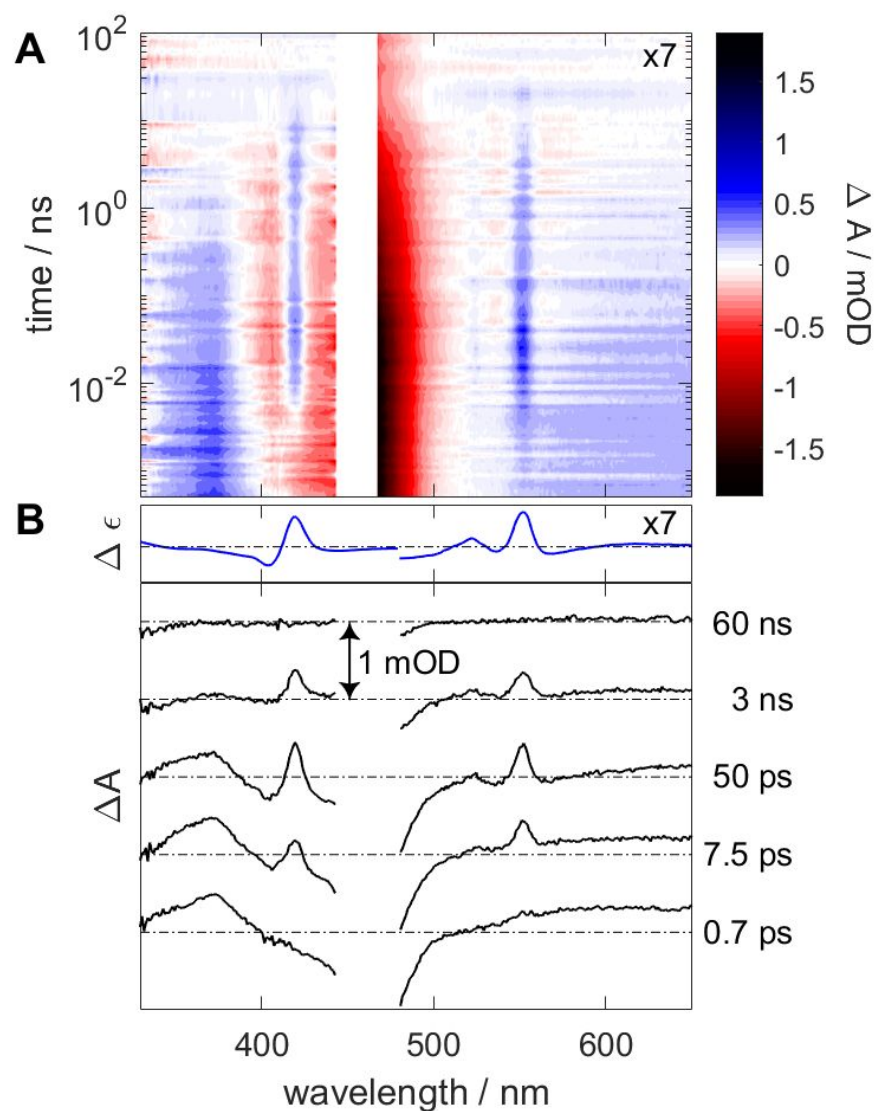 A
x7
10²
10⁰
10⁻²
time / ns
1.5
1
0.5
0
-0.5
-1
-1.5
Δ A / mOD
B
x7
Δ ϵ
60 ns
1 mOD
3 ns
50 ps
7.5 ps
0.7 ps
ΔA
400
500
600
wavelength / nm